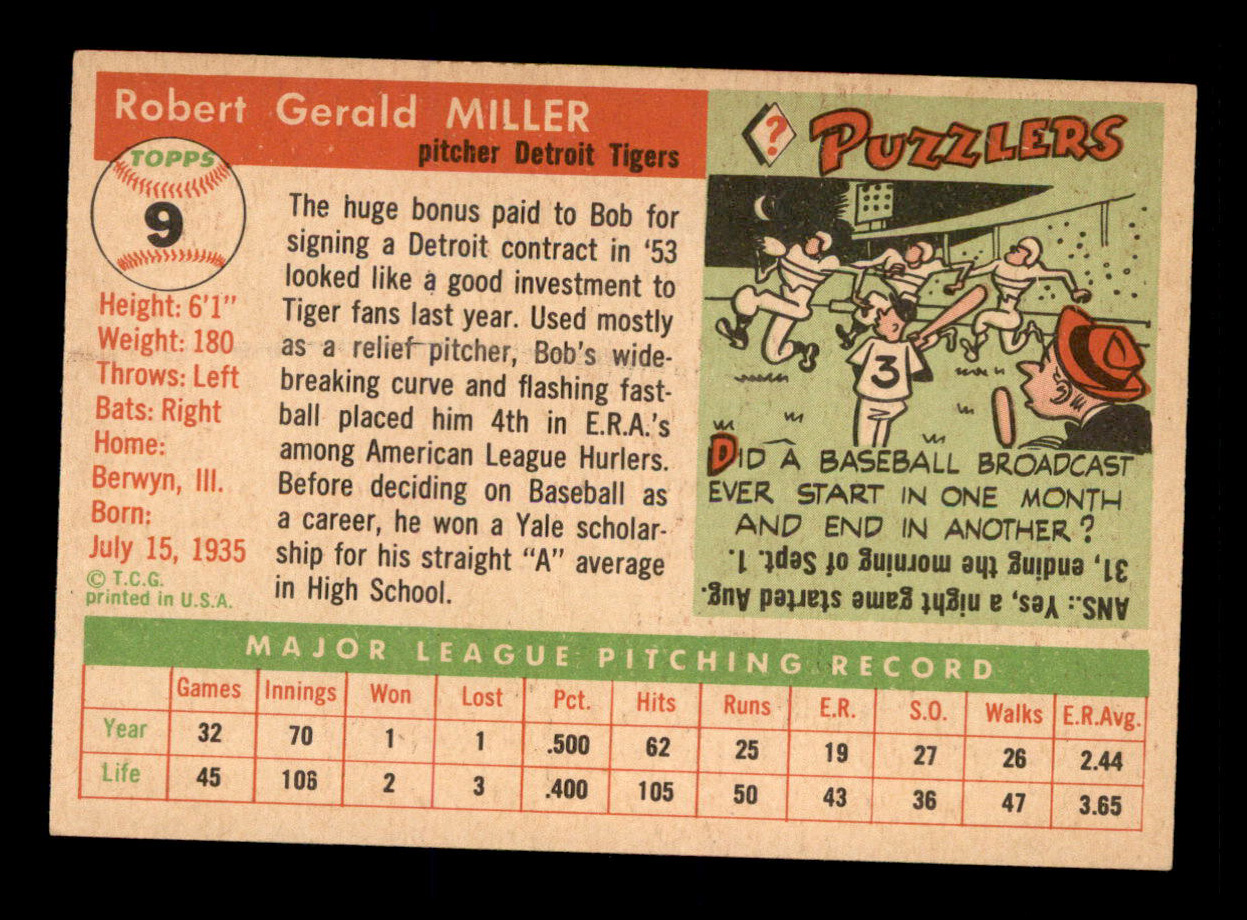 Robert Gerald MILLER
pitcher Detroit Tigers
TOPPS
9
Height: 6'1"
Weight: 180
Throws: Left
Bats: Right
Home:
Berwyn, Ill.
Born:
July 15, 1935
© T.C.G.
printed in U.S.A.
The huge bonus paid to Bob for
signing a Detroit contract in '53
looked like a good investment to
Tiger fans last year. Used mostly
as a relief pitcher, Bob's wide-
breaking curve and flashing fast-
ball placed him 4th in E.R.A.'s
among American League Hurlers.
Before deciding on Baseball as
a career, he won a Yale scholar-
ship for his straight "A" average
in High School.
? PUZZLERS
3
DID A BASEBALL BROADCAST
EVER START IN ONE MONTH
AND END IN ANOTHER?
ANS.: Yes, a night game started Aug.
31, ending the morning of Sept. 1.
MAJOR LEAGUE PITCHING RECORD
Games Innings Won Lost Pct. Hits Runs E.R. S.O. Walks E.R.Avg.
Year 32 70 1 1 .500 62 25 19 27 26 2.44
Life 45 106 2 3 .400 105 50 43 36 47 3.65